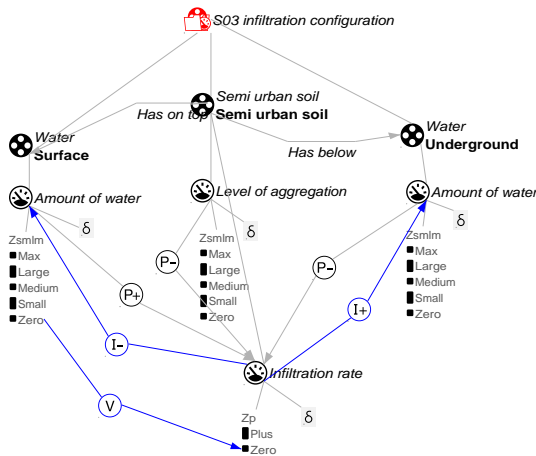 S03 infiltration configuration
Semi urban soil
Semi urban soil
Has on top
Water
Surface
Water
Underground
Has below
Amount of water
Level of aggregation
Amount of water
δ
δ
δ
Zsmlm
Max
Large
Medium
Small
Zero
Zsmlm
Max
Large
Medium
Small
Zero
Zsmlm
Max
Large
Medium
Small
Zero
P-
P-
P+
I+
I-
Infiltration rate
V
δ
Zp
Plus
Zero